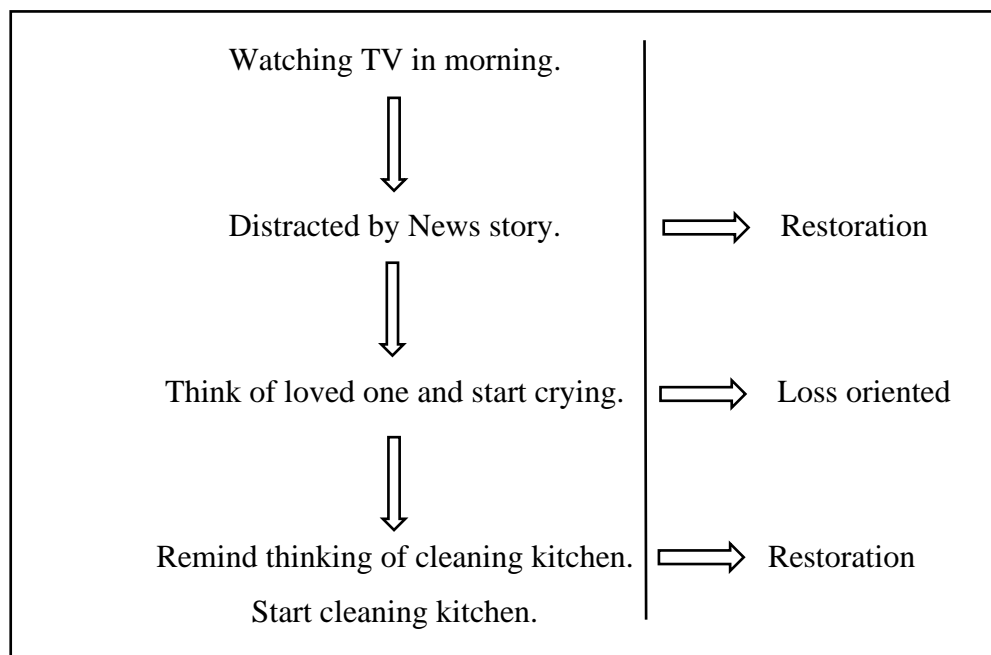 Watching TV in morning.
Distracted by News story.
Restoration
Think of loved one and start crying.
Loss oriented
Remind thinking of cleaning kitchen.
Restoration
Start cleaning kitchen.